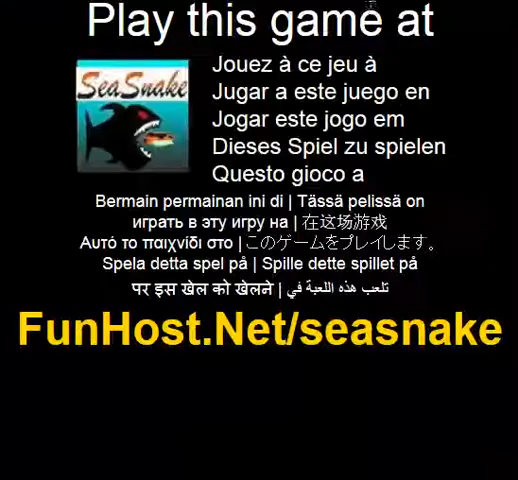 Play this game at
SeaSnake
Jouez à ce jeu à
Jugar a este juego en
Jogar este jogo em
Dieses Spiel zu spielen
Questo gioco a
Bermain permainan ini di | Tässä pelissä on
играть в эту игру на | 在这场游戏
Αυτό το παιχνίδι στο | このゲームをプレイします。
Spela detta spel på | Spille dette spillet på
पर इस खेल को खेलने | تلعب هذه اللعبة في
FunHost.Net/seasnake